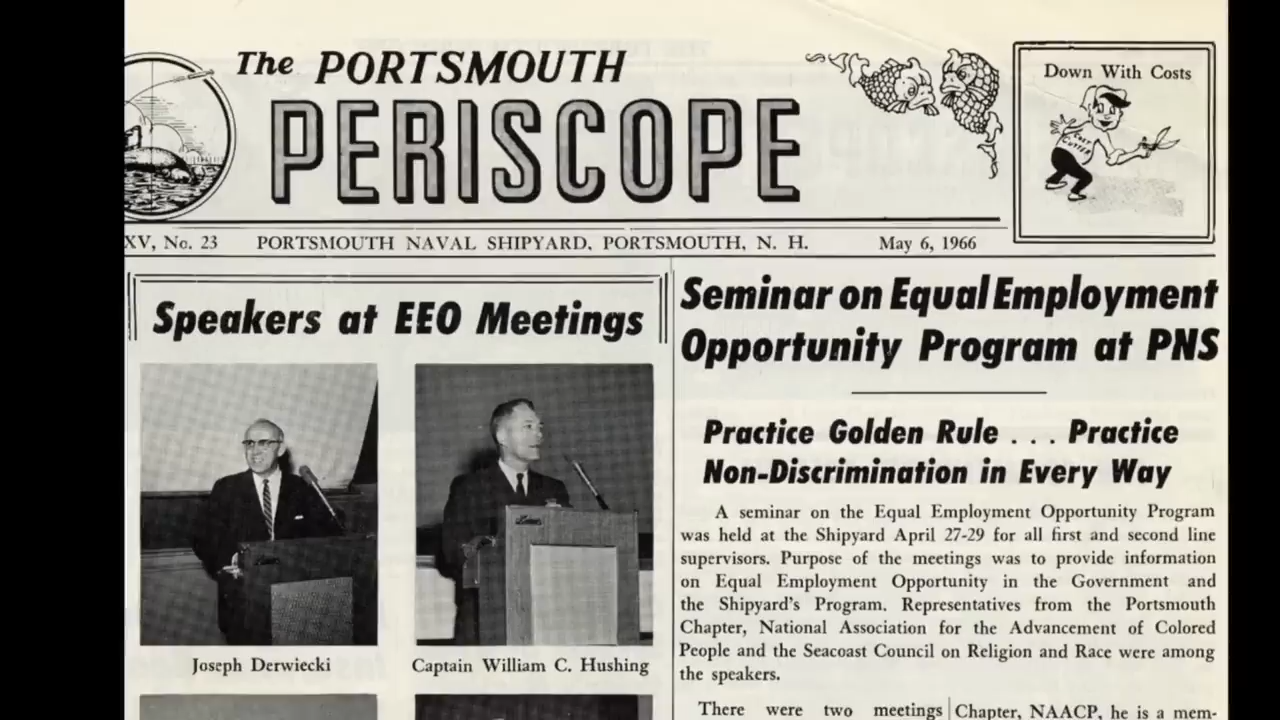 The PORTSMOUTH
PERISCOPE
Down With Costs
COST
CUTTER
XV, No. 23 PORTSMOUTH NAVAL SHIPYARD, PORTSMOUTH, N. H. May 6, 1966
Speakers at EEO Meetings
Joseph Derwiecki
Captain William C. Hushing
Seminar on Equal Employment
Opportunity Program at PNS
Practice Golden Rule . . . Practice
Non-Discrimination in Every Way
A seminar on the Equal Employment Opportunity Program
was held at the Shipyard April 27-29 for all first and second line
supervisors. Purpose of the meetings was to provide information
on Equal Employment Opportunity in the Government and
the Shipyard's Program. Representatives from the Portsmouth
Chapter, National Association for the Advancement of Colored
People and the Seacoast Council on Religion and Race were among
the speakers.
There were two meetings
Chapter, NAACP, he is a mem-